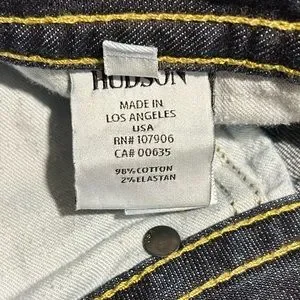 HUDSON
MADE IN
LOS ANGELES
USA
RN# 107906
CA# 00635
98% COTTON
2% ELASTAN